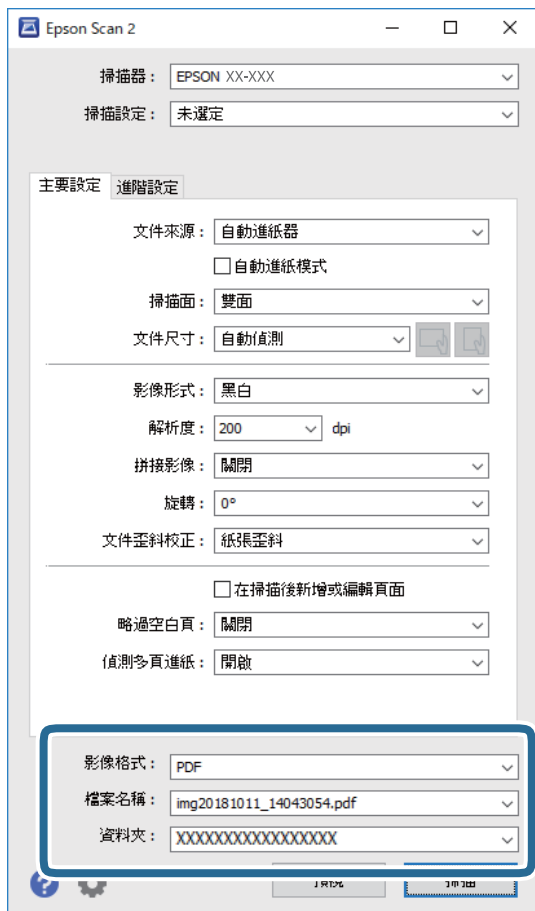 Epson Scan 2
掃描器： EPSON XX-XXX
掃描設定： 未選定
主要設定 進階設定
文件來源： 自動進紙器
自動進紙模式
掃描面： 雙面
文件尺寸： 自動偵測
影像形式： 黑白
解析度： 200 dpi
拼接影像： 關閉
旋轉： 0°
文件歪斜校正： 紙張歪斜
在掃描後新增或編輯頁面
略過空白頁： 關閉
偵測多頁進紙： 開啟
影像格式： PDF
檔案名稱： img20181011_14043054.pdf
資料夾： XXXXXXXXXXXXXXXXX
?